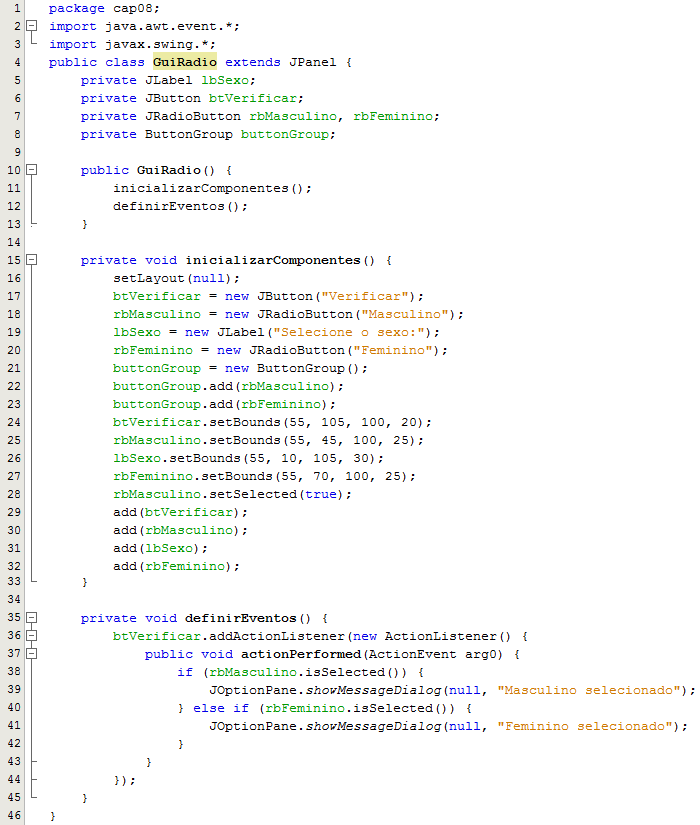 1 package cap08;
2 import java.awt.event.*;
3 import javax.swing.*;
4 public class GuiRadio extends JPanel {
5     private JLabel lbSexo;
6     private JButton btVerificar;
7     private JRadioButton rbMasculino, rbFeminino;
8     private ButtonGroup buttonGroup;
9
10     public GuiRadio() {
11         inicializarComponentes();
12         definirEventos();
13     }
14
15     private void inicializarComponentes() {
16         setLayout(null);
17         btVerificar = new JButton("Verificar");
18         rbMasculino = new JRadioButton("Masculino");
19         lbSexo = new JLabel("Selecione o sexo:");
20         rbFeminino = new JRadioButton("Feminino");
21         buttonGroup = new ButtonGroup();
22         buttonGroup.add(rbMasculino);
23         buttonGroup.add(rbFeminino);
24         btVerificar.setBounds(55, 105, 100, 20);
25         rbMasculino.setBounds(55, 45, 100, 25);
26         lbSexo.setBounds(55, 10, 105, 30);
27         rbFeminino.setBounds(55, 70, 100, 25);
28         rbMasculino.setSelected(true);
29         add(btVerificar);
30         add(rbMasculino);
31         add(lbSexo);
32         add(rbFeminino);
33     }
34
35     private void definirEventos() {
36         btVerificar.addActionListener(new ActionListener() {
37             public void actionPerformed(ActionEvent arg0) {
38                 if (rbMasculino.isSelected()) {
39                     JOptionPane.showMessageDialog(null, "Masculino selecionado");
40                 } else if (rbFeminino.isSelected()) {
41                     JOptionPane.showMessageDialog(null, "Feminino selecionado");
42                 }
43             }
44         });
45     }
46 }